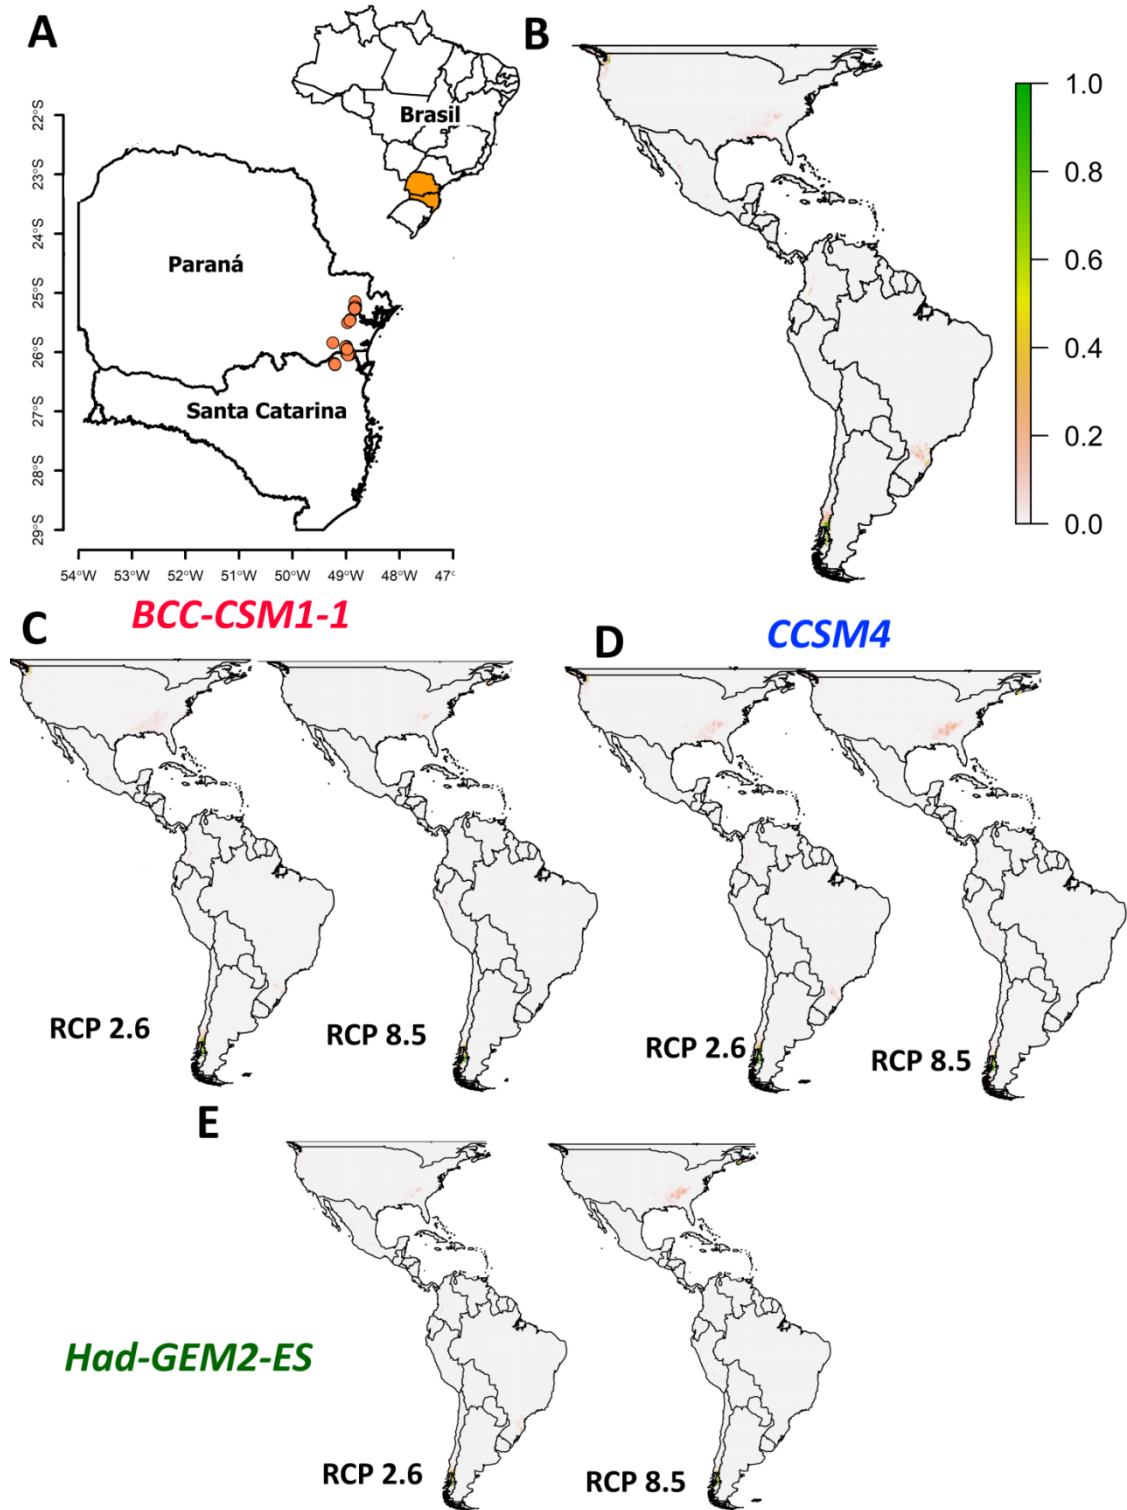 A
B
Brasil
Paraná
Santa Catarina
22°S
23°S
24°S
25°S
26°S
27°S
28°S
29°S
54°W
53°W
52°W
51°W
50°W
49°W
48°W
47°
1.0
0.8
0.6
0.4
0.2
0.0
BCC-CSM1-1
C
CCSM4
D
RCP 2.6
RCP 8.5
RCP 2.6
RCP 8.5
E
Had-GEM2-ES
RCP 2.6
RCP 8.5